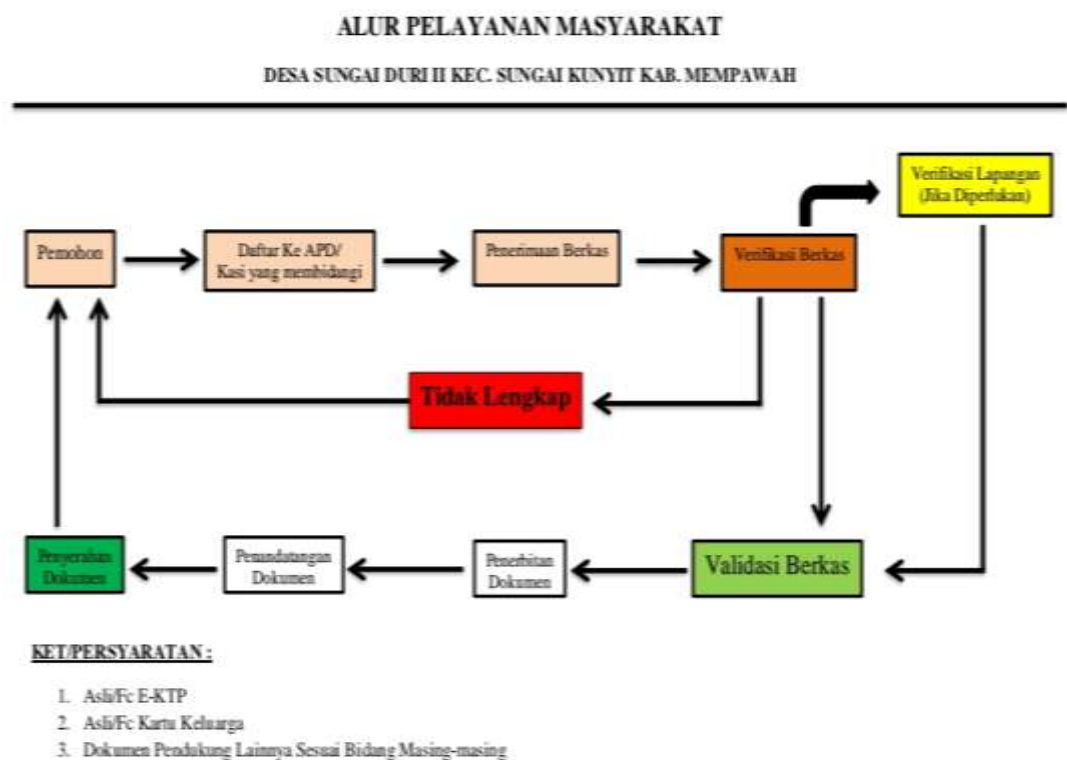 ALUR PELAYANAN MASYARAKAT
DESA SUNGAI DURI II KEC. SUNGAI KUNYIT KAB. MEMPAWAH
Verifikasi Lapangan
(Jika Diperlukan)
Pemohon
Daftar Ke APD/
Kasi yang membidangi
Penerimaan Berkas
Verifikasi Berkas
Tidak Lengkap
Penyerahan
Dokumen
Penandatangan
Dokumen
Penerbitan
Dokumen
Validasi Berkas
KET/PERSYARATAN :
1. Asli/Fc E-KTP
2. Asli/Fc Kartu Keluarga
3. Dokumen Pendukung Lainnya Sesuai Bidang Masing-masing